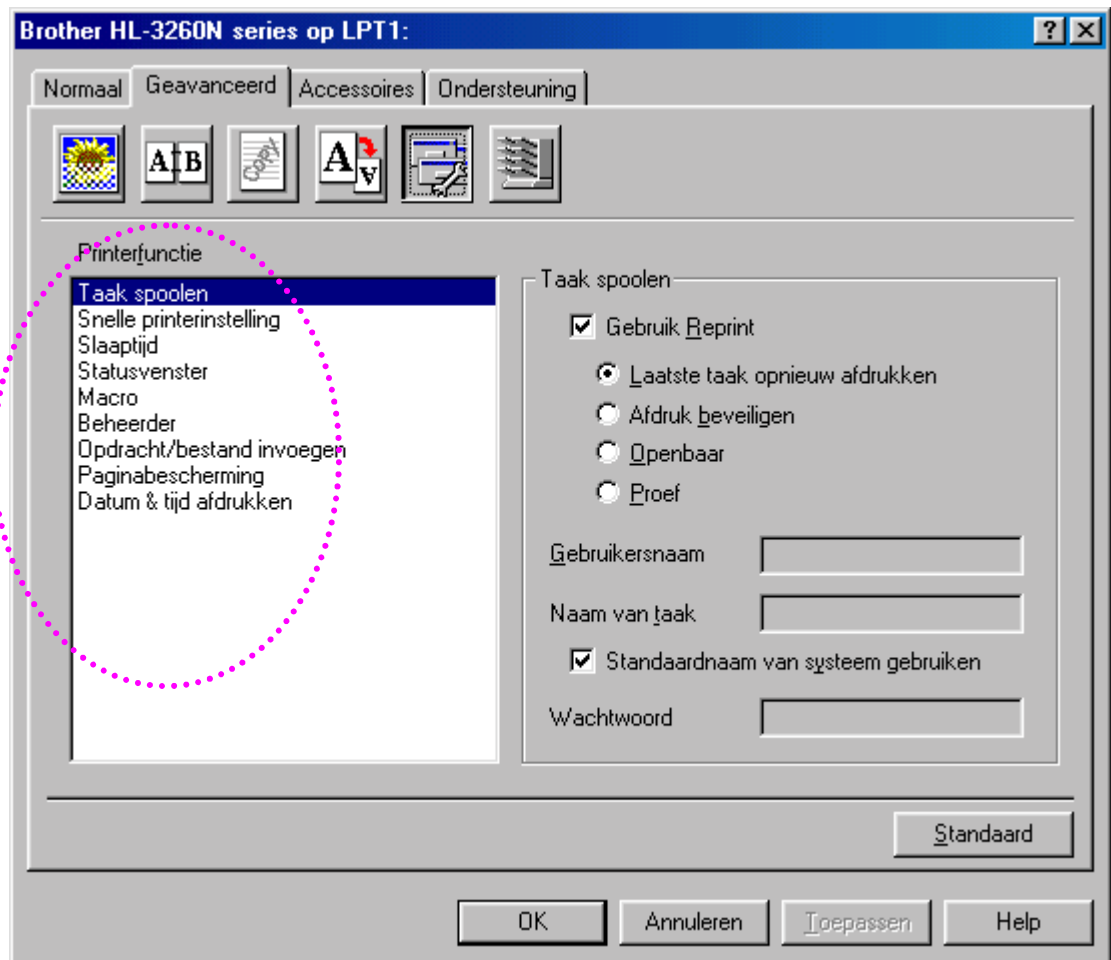 Brother HL-3260N series op LPT1:
Normaal Geavanceerd Accessoires Ondersteuning
A B COPY A V
Printerfunctie
Taak spoolen
Snelle printerinstelling
Slaaptijd
Statusvenster
Macro
Beheerder
Opdracht/bestand invoegen
Paginabescherming
Datum & tijd afdrukken
Taak spoolen
Gebruik Reprint
Laatste taak opnieuw afdrukken
Afdruk beveiligen
Openbaar
Proef
Gebruikersnaam
Naam van taak
Standaardnaam van systeem gebruiken
Wachtwoord
Standaard
OK Annuleren Toepassen Help